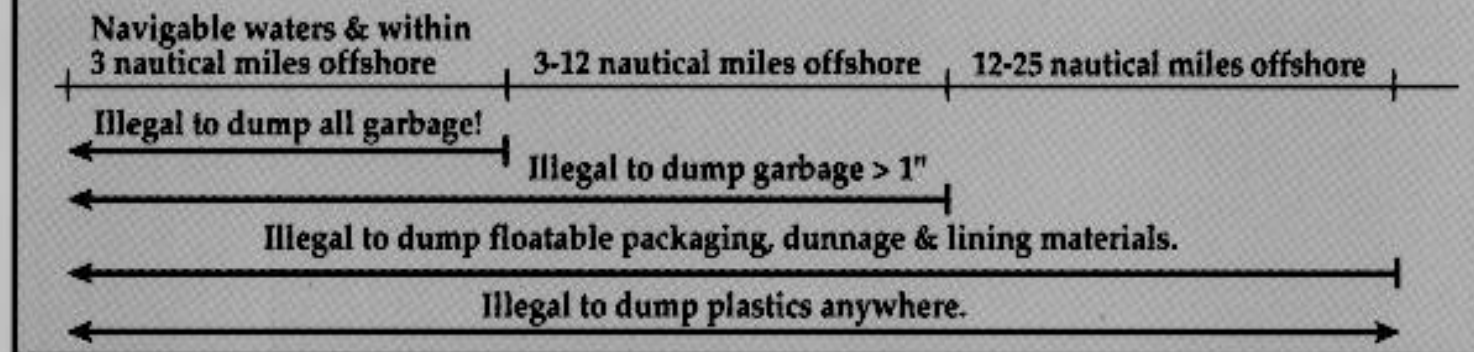 Navigable waters & within
3 nautical miles offshore
3-12 nautical miles offshore
12-25 nautical miles offshore
Illegal to dump all garbage!
Illegal to dump garbage > 1"
Illegal to dump floatable packaging, dunnage & lining materials.
Illegal to dump plastics anywhere.